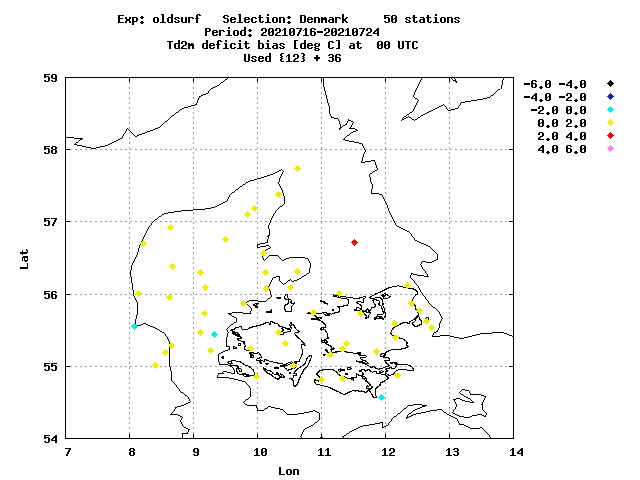 Exp: oldsurf   Selection: Denmark     50 stations
Period: 20210716-20210724
Td2m deficit bias [deg C] at  00 UTC
Used {12} + 36
-6.0 -4.0
-4.0 -2.0
-2.0 0.0
0.0 2.0
2.0 4.0
4.0 6.0
59
58
57
56
55
54
Lat
7 8 9 10 11 12 13 14
Lon